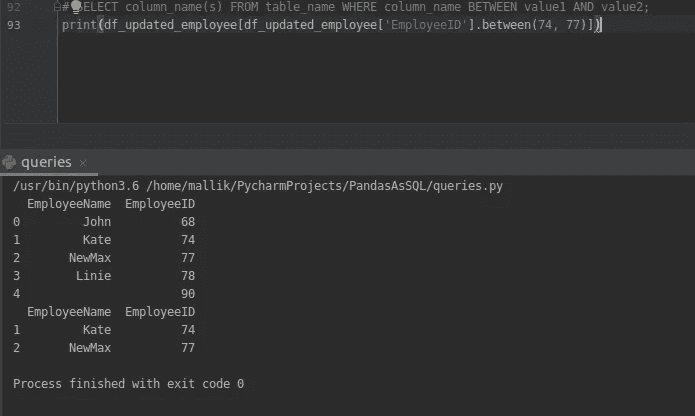 92 #SELECT column_name(s) FROM table_name WHERE column_name BETWEEN value1 AND value2;
93 print(df_updated_employee[df_updated_employee['EmployeeID'].between(74, 77)])
queries ×
/usr/bin/python3.6 /home/mallik/PycharmProjects/PandasAsSQL/queries.py
  EmployeeName  EmployeeID
0         John          68
1         Kate          74
2       NewMax          77
3        Linie          78
4                       90
  EmployeeName  EmployeeID
1         Kate          74
2       NewMax          77
Process finished with exit code 0